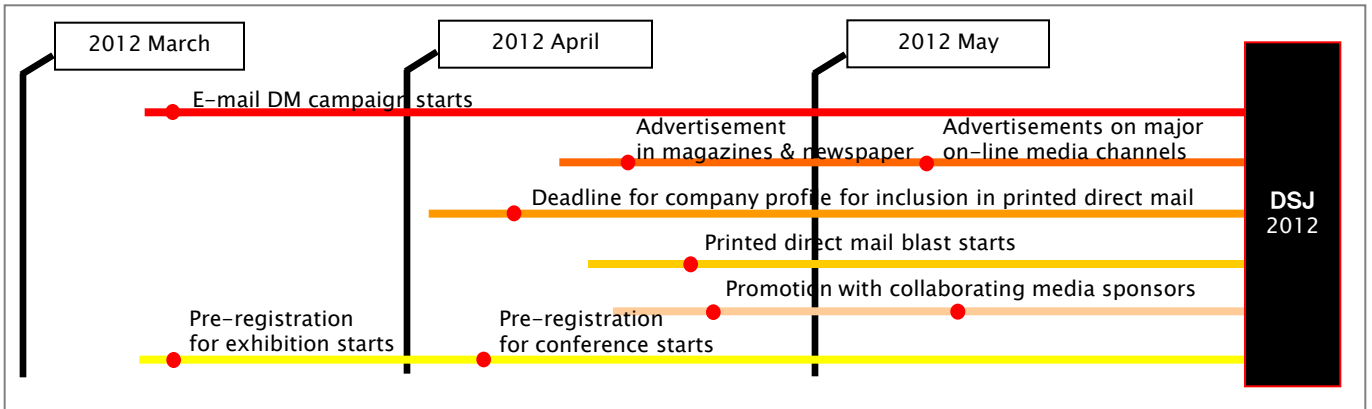 2012 March
2012 April
2012 May
E-mail DM campaign starts
Advertisement
in magazines & newspaper
Advertisements on major
on-line media channels
Deadline for company profile for inclusion in printed direct mail
DSJ
2012
Printed direct mail blast starts
Promotion with collaborating media sponsors
Pre-registration
for exhibition starts
Pre-registration
for conference starts